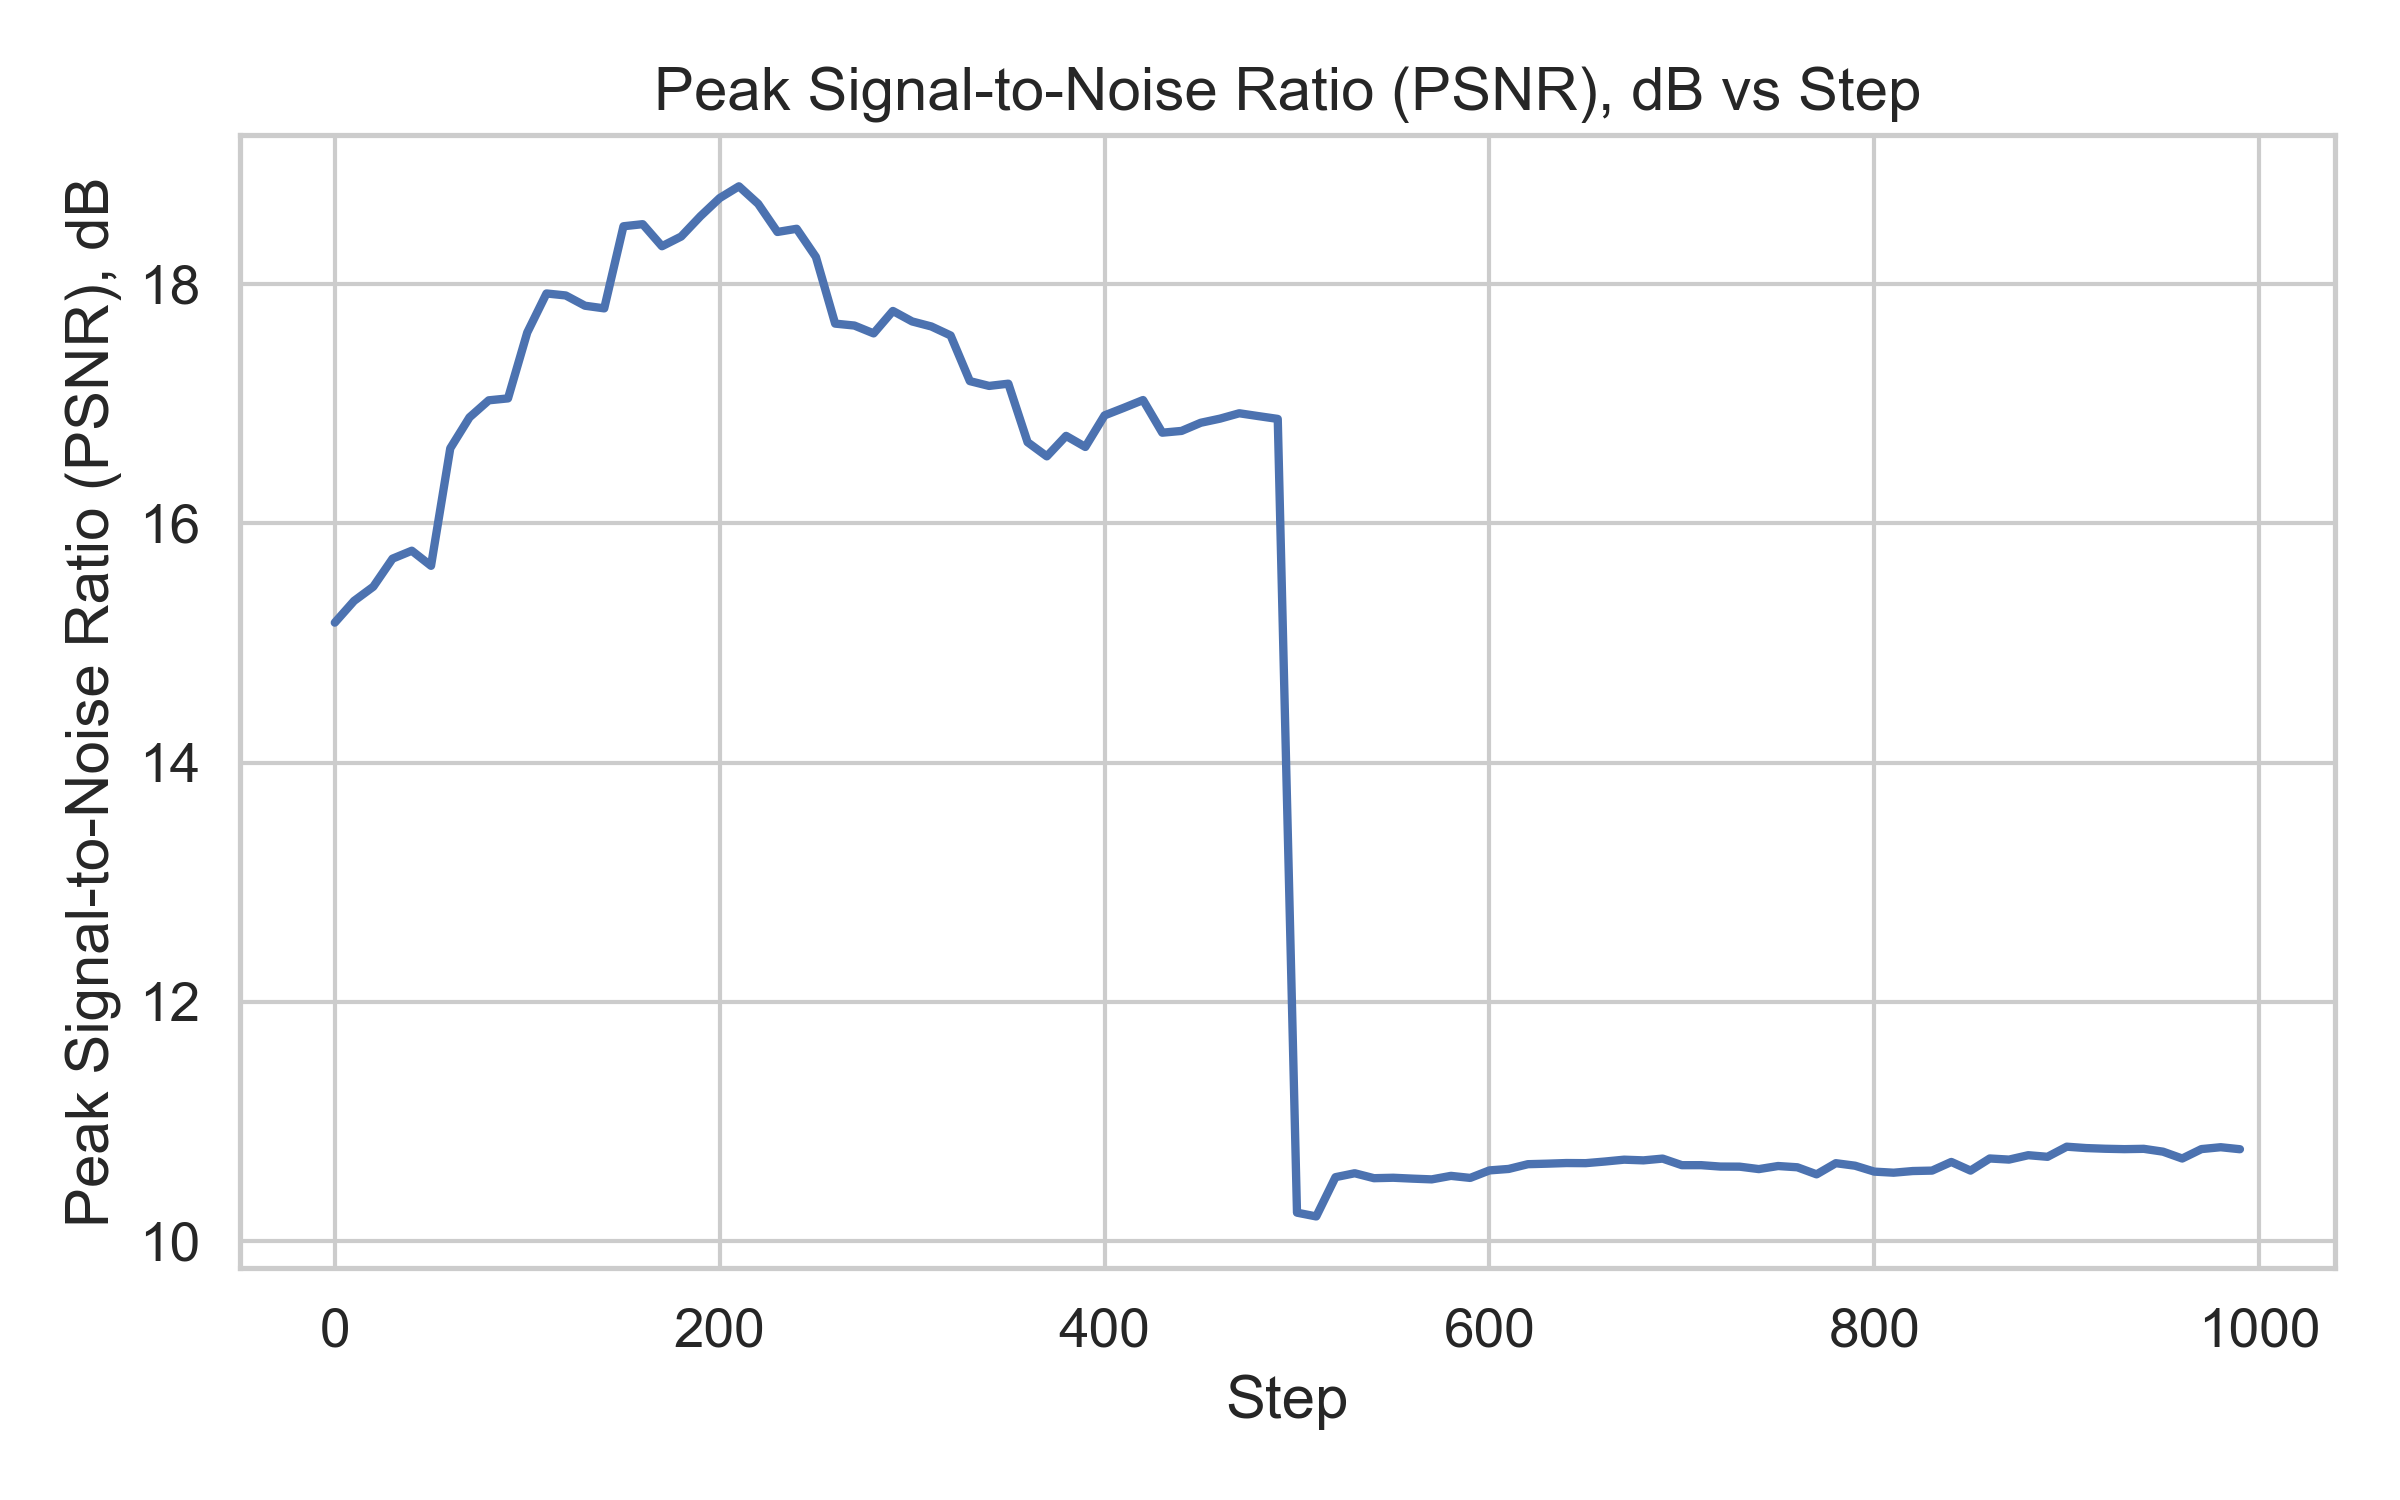 Peak Signal-to-Noise Ratio (PSNR), dB vs Step
Peak Signal-to-Noise Ratio (PSNR), dB
18
16
14
12
10
0 200 400 600 800 1000
Step